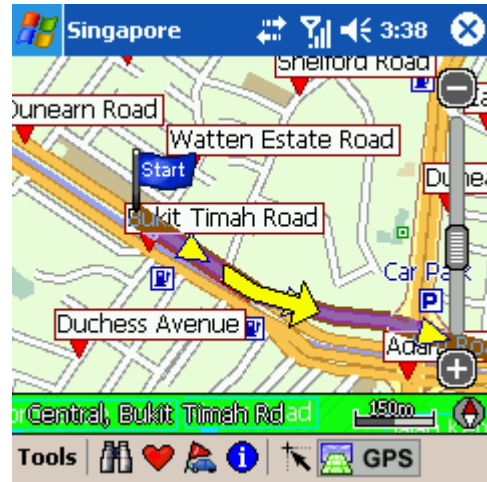 Singapore 3:38
Shelford Road
Dunearn Road
Watten Estate Road
Start
Bukit Timah Road
Car Park
P
Duchess Avenue
Central, Bukit Timah Rd
150m
Tools GPS